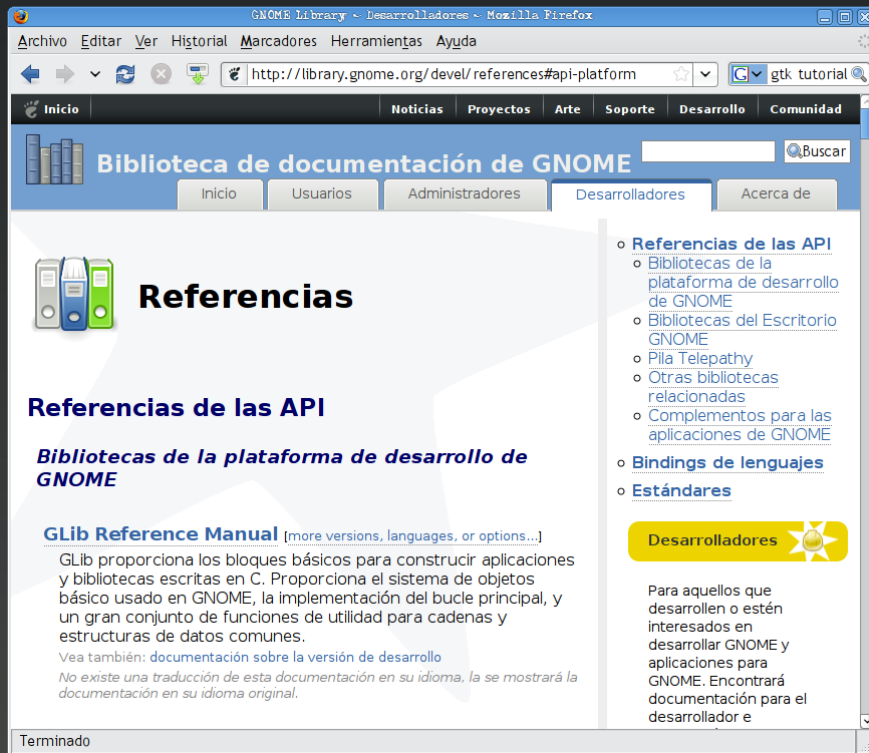 GNOME Library ~ Desarrolladores - Mozilla Firefox
Archivo Editar Ver Historial Marcadores Herramientas Ayuda
http://library.gnome.org/devel/references#api-platform
G gtk tutorial
Inicio Noticias Proyectos Arte Soporte Desarrollo Comunidad
Biblioteca de documentación de GNOME
Buscar
Inicio Usuarios Administradores Desarrolladores Acerca de
Referencias
Referencias de las API
Bibliotecas de la plataforma de desarrollo de
GNOME
GLib Reference Manual [more versions, languages, or options...]
GLib proporciona los bloques básicos para construir aplicaciones
y bibliotecas escritas en C. Proporciona el sistema de objetos
básico usado en GNOME, la implementación del bucle principal, y
un gran conjunto de funciones de utilidad para cadenas y
estructuras de datos comunes.
Vea también: documentación sobre la versión de desarrollo
No existe una traducción de esta documentación en su idioma, la se mostrará la
documentación en su idioma original.
Referencias de las API
Bibliotecas de la
plataforma de desarrollo
de GNOME
Bibliotecas del Escritorio
GNOME
Pila Telepathy
Otras bibliotecas
relacionadas
Complementos para las
aplicaciones de GNOME
Bindings de lenguajes
Estándares
Desarrolladores
Para aquellos que
desarrollen o estén
interesados en
desarrollar GNOME y
aplicaciones para
GNOME. Encontrará
documentación para el
desarrollador e
Terminado